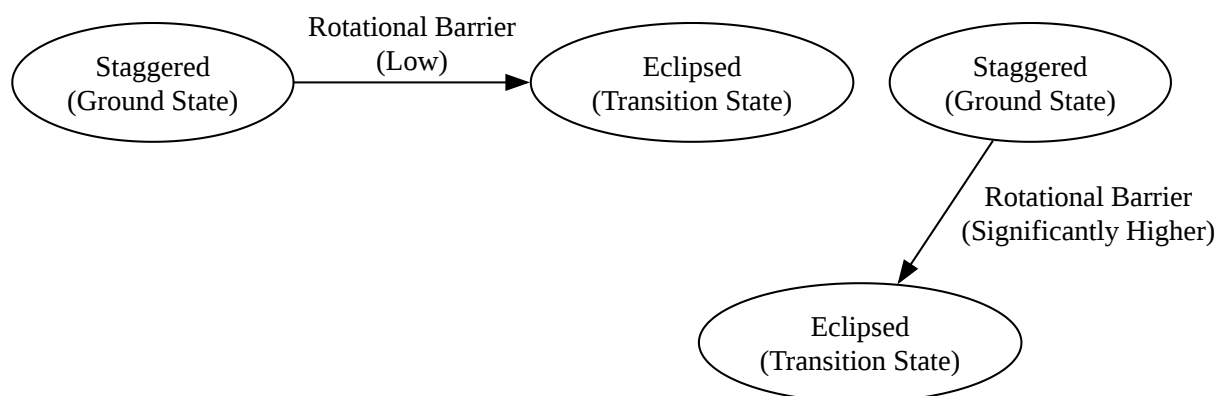 Staggered
(Ground State)
Rotational Barrier
(Low)
Eclipsed
(Transition State)
Staggered
(Ground State)
Rotational Barrier
(Significantly Higher)
Eclipsed
(Transition State)